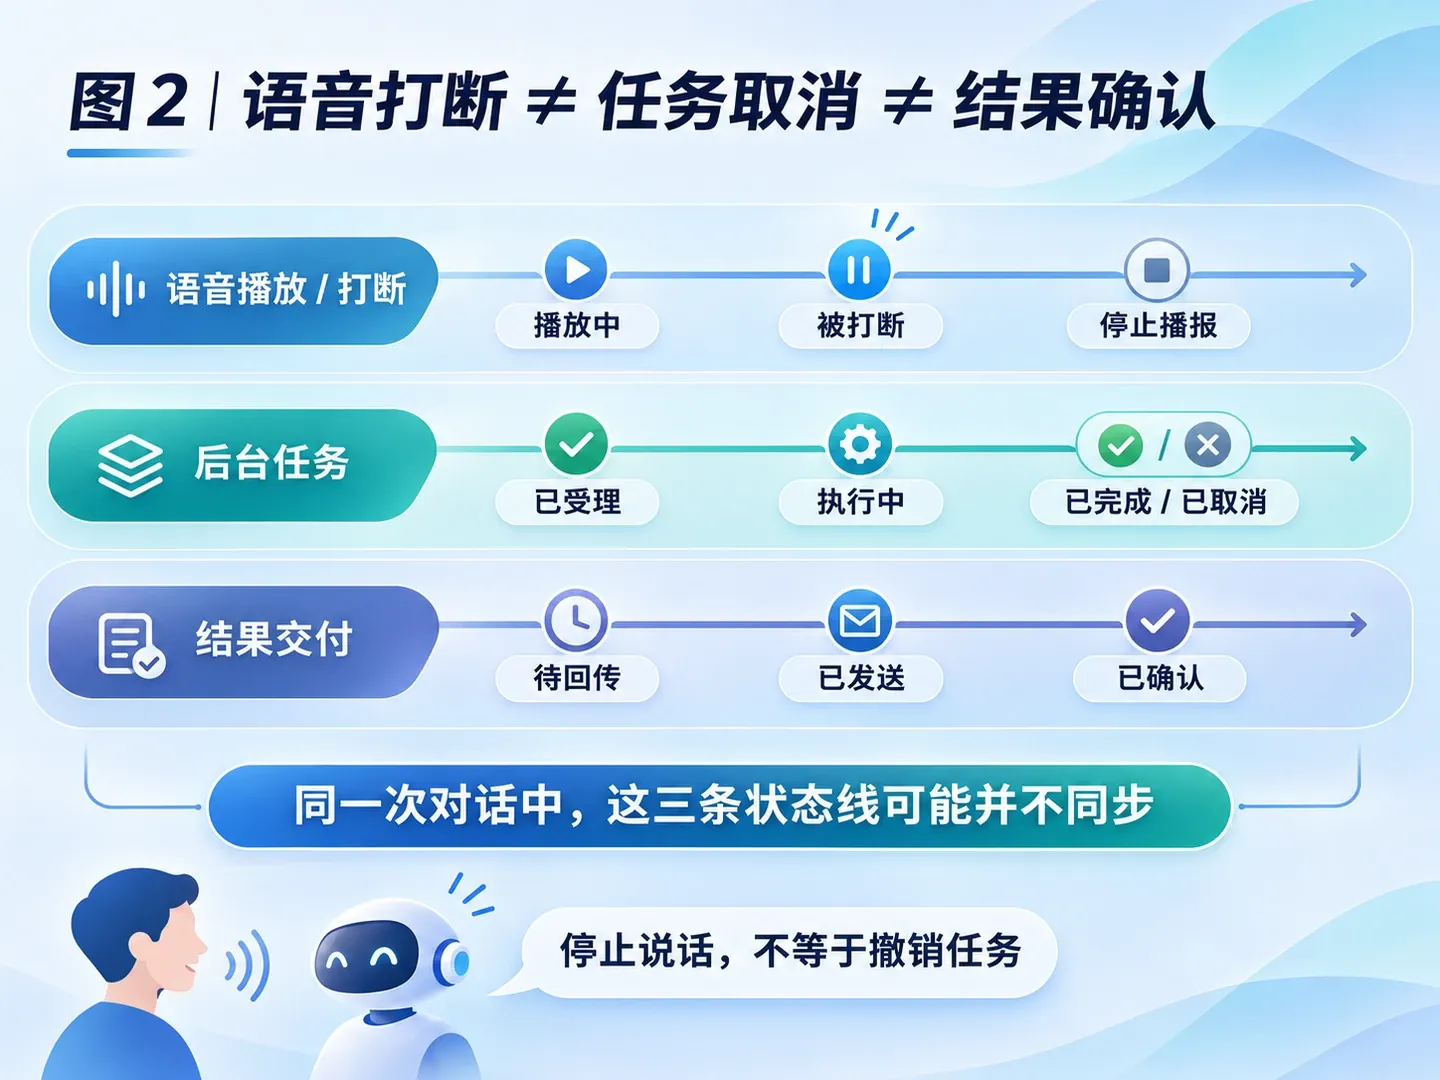 图2｜语音打断 ≠ 任务取消 ≠ 结果确认
语音播放 / 打断
播放中
被打断
停止播报
后台任务
已受理
执行中
已完成 / 已取消
结果交付
待回传
已发送
已确认
同一次对话中，这三条状态线可能并不同步
停止说话，不等于撤销任务